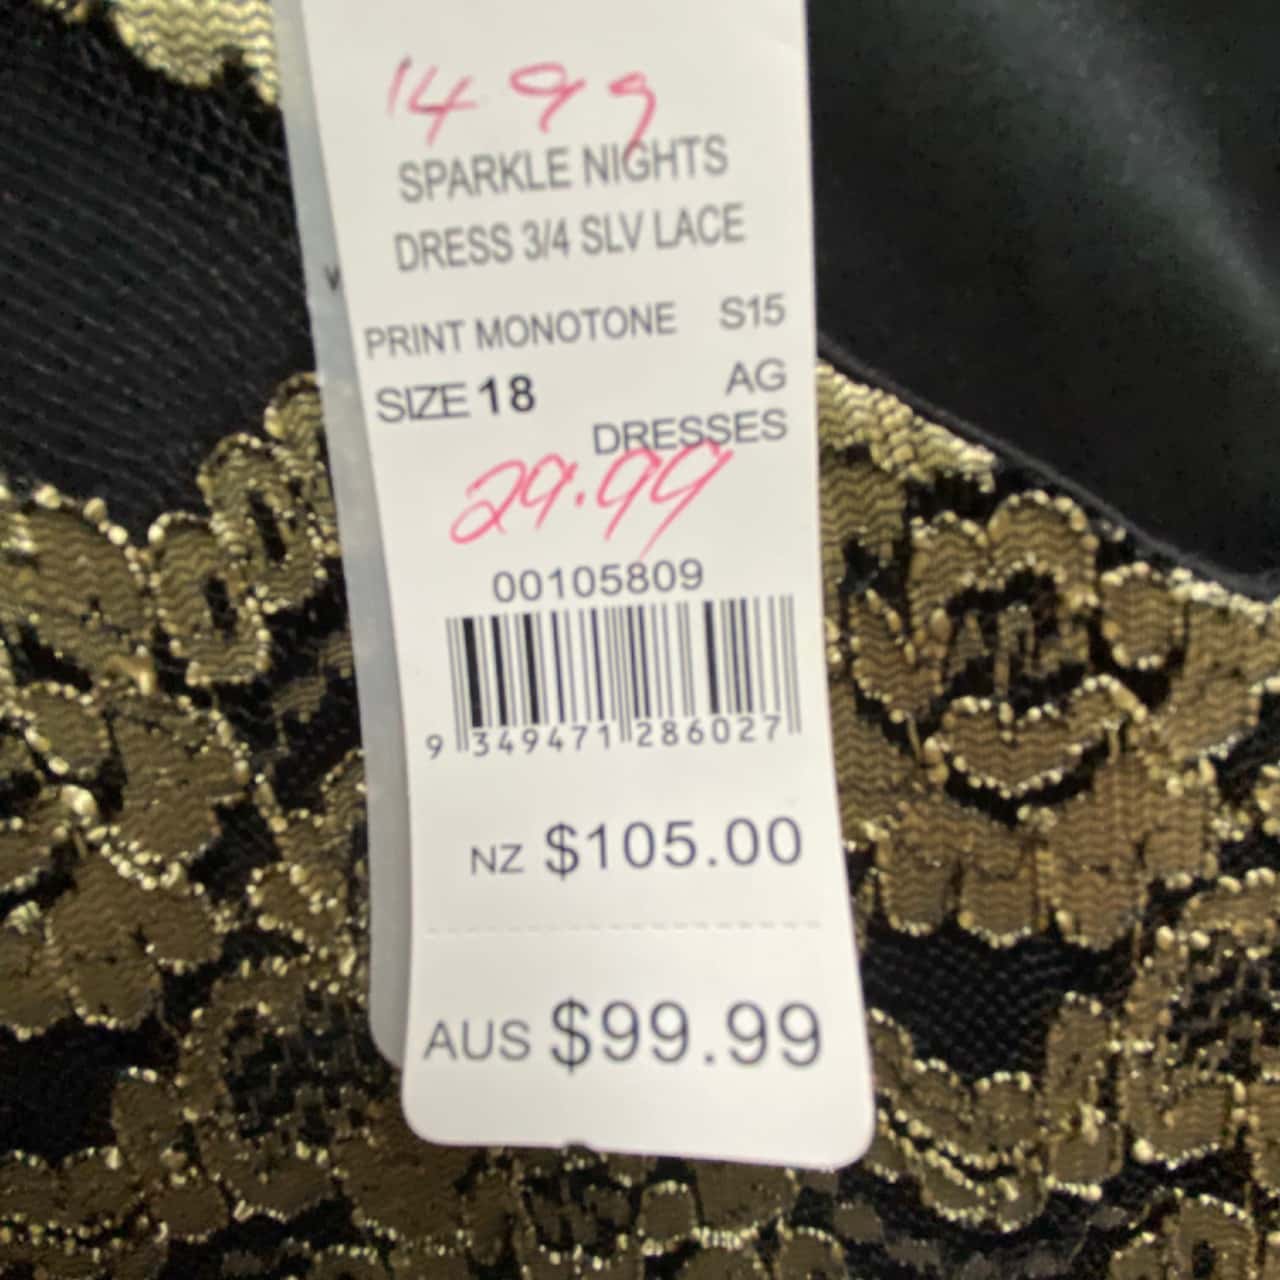 14 99
SPARKLE NIGHTS
DRESS 3/4 SLV LACE
PRINT MONOTONE S15
SIZE 18 AG
DRESSES
29.99
00105809
9 349471 286027
NZ $105.00
AUS $99.99